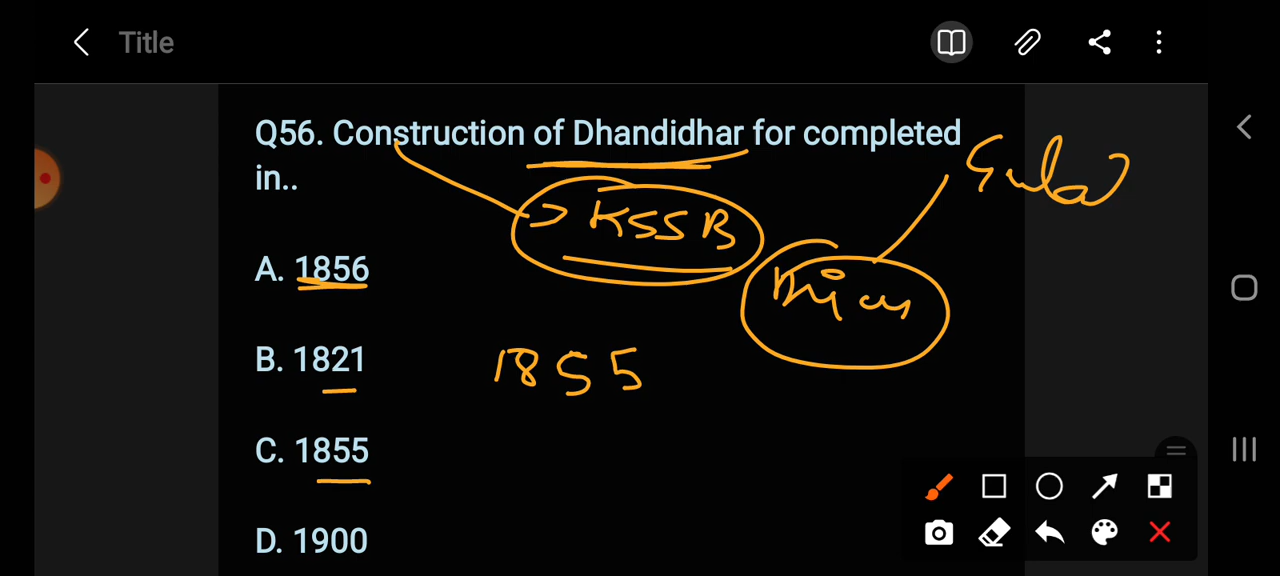 Title
Q56. Construction of Dhandidhar for completed
in..
KSSB
A. 1856
B. 1821
1855
C. 1855
D. 1900